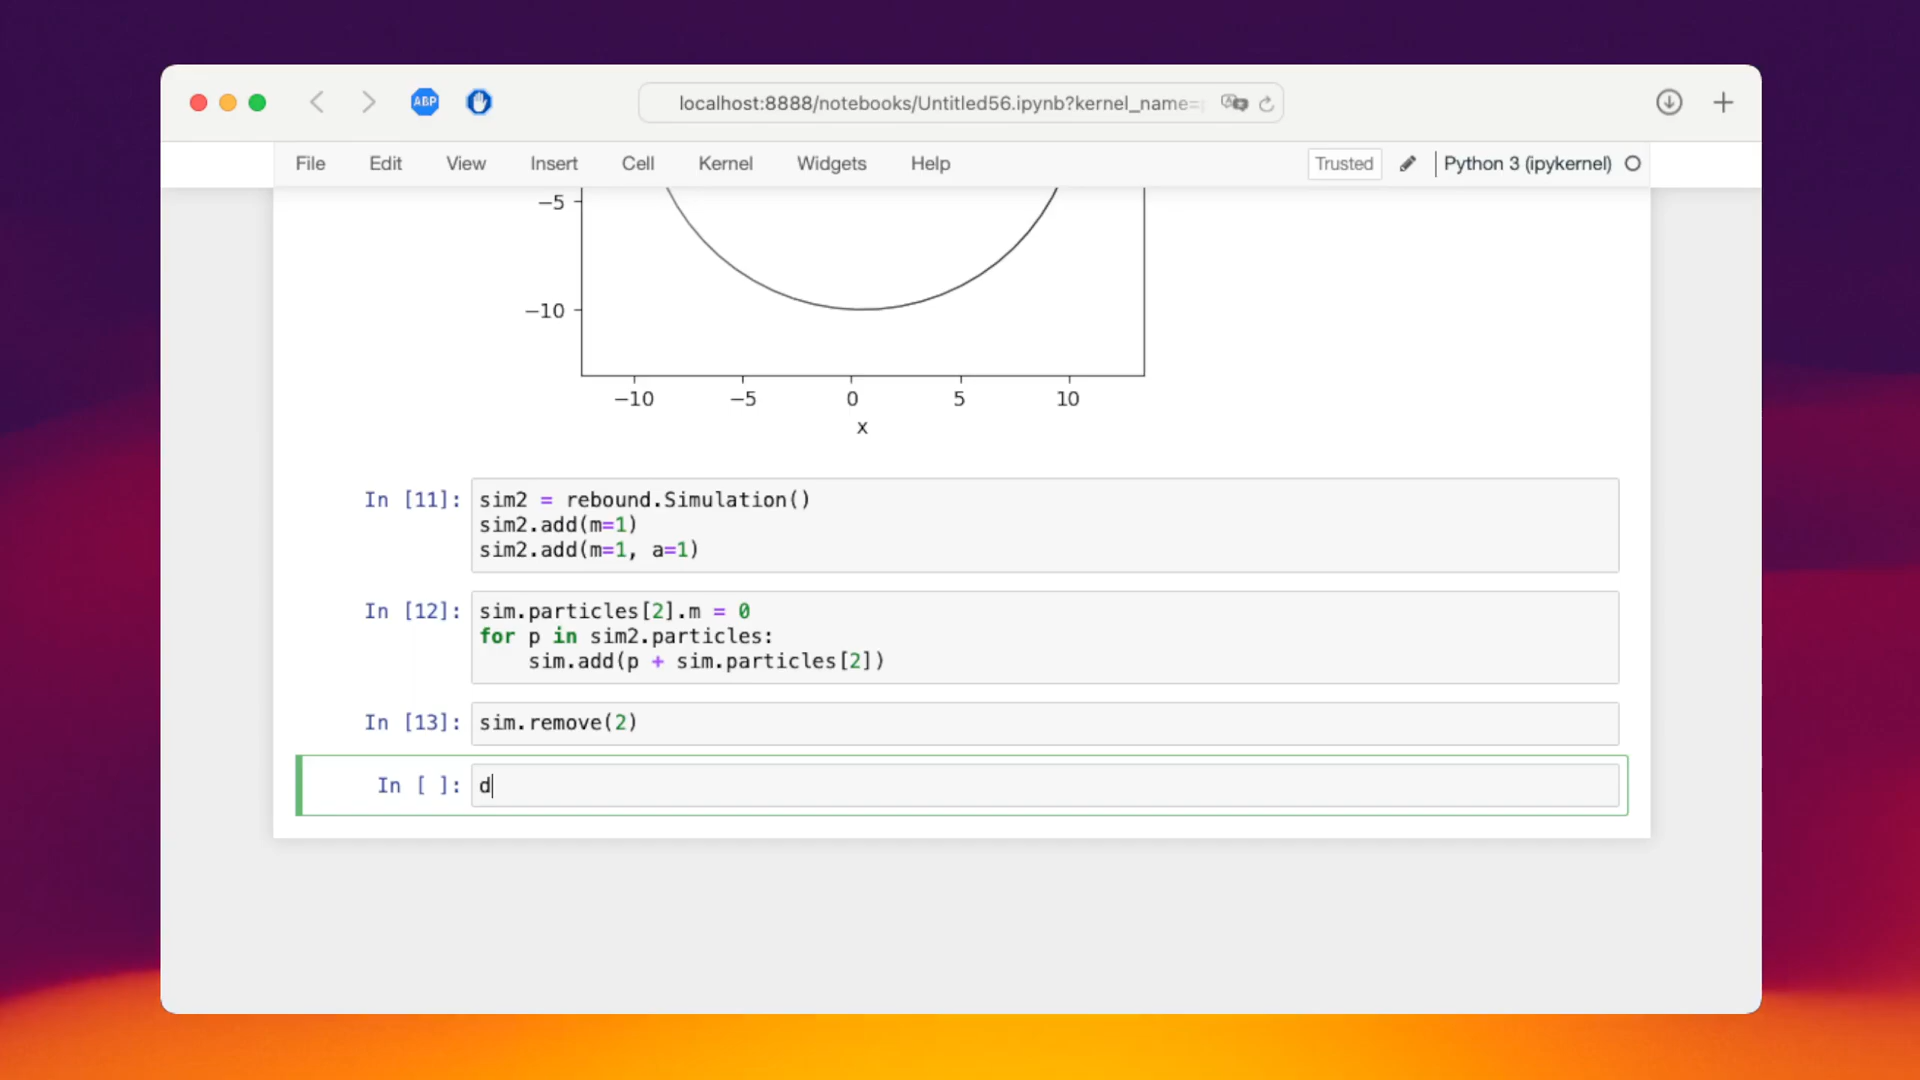 ABP
localhost:8888/notebooks/Untitled56.ipynb?kernel_name=
File Edit View Insert Cell Kernel Widgets Help Trusted Python 3 (ipykernel)
−5
−10
−10 −5 0 5 10
x
In [11]: sim2 = rebound.Simulation()
sim2.add(m=1)
sim2.add(m=1, a=1)
In [12]: sim.particles[2].m = 0
for p in sim2.particles:
    sim.add(p + sim.particles[2])
In [13]: sim.remove(2)
In [ ]: d